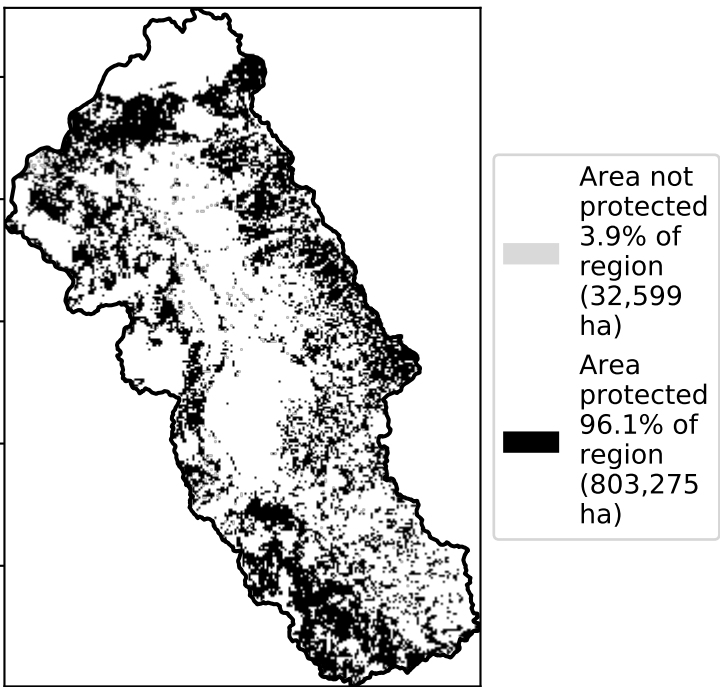 Area not
protected
3.9% of
region
(32,599
ha)
Area
protected
96.1% of
region
(803,275
ha)